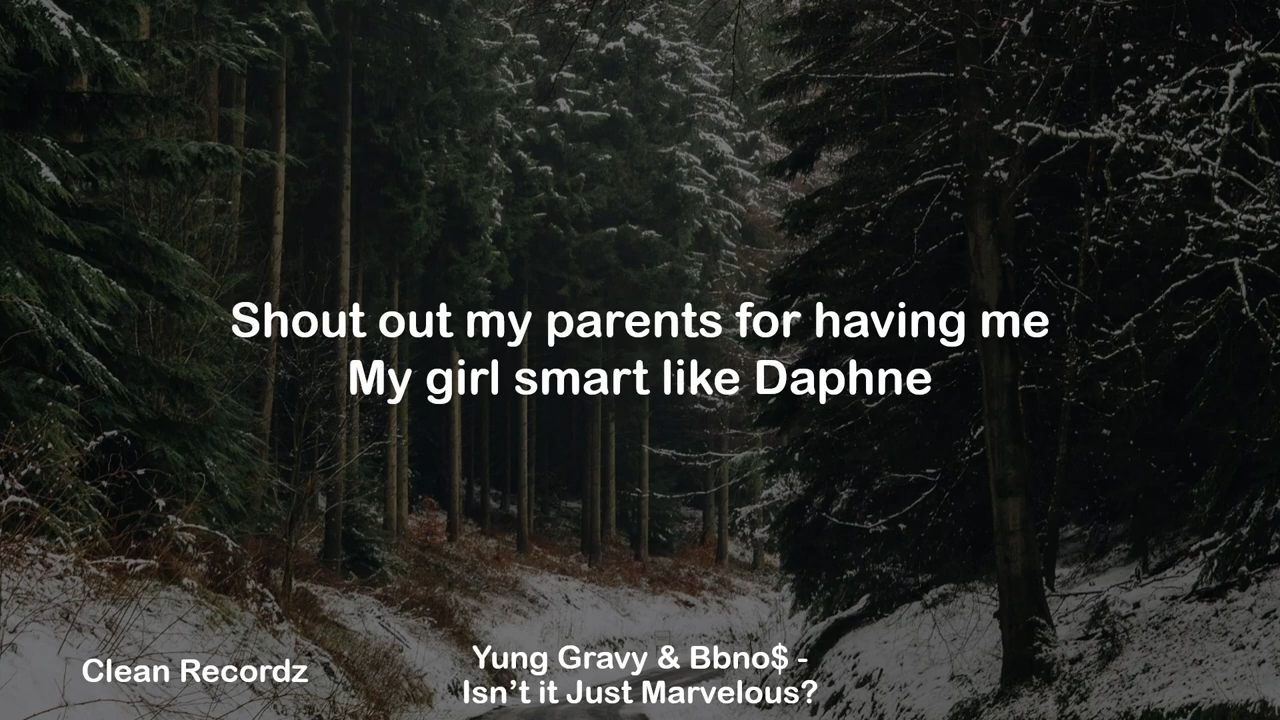 Shout out my parents for having me
My girl smart like Daphne
Clean Recordz
Yung Gravy & Bbno$ -
Isn’t it Just Marvelous?